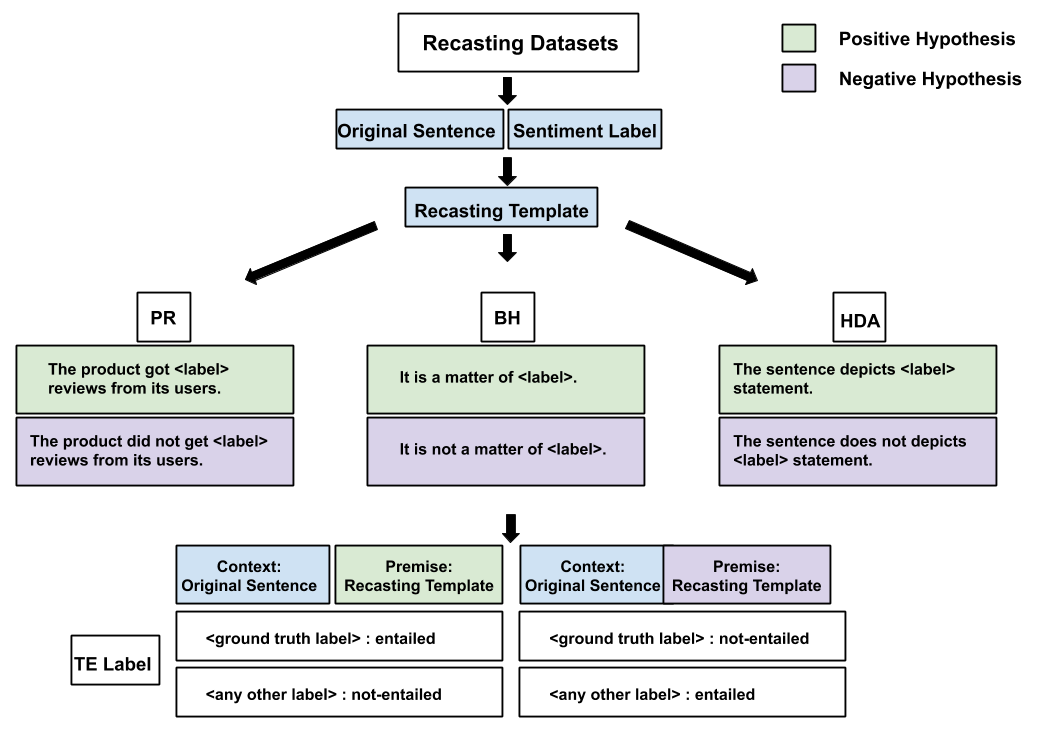 Recasting Datasets
Positive Hypothesis
Negative Hypothesis
Original Sentence
Sentiment Label
Recasting Template
PR
BH
HDA
The product got <label>
reviews from its users.
It is a matter of <label>.
The sentence depicts <label>
statement.
The product did not get <label>
reviews from its users.
It is not a matter of <label>.
The sentence does not depicts
<label> statement.
Context:
Original Sentence
Premise:
Recasting Template
Context:
Original Sentence
Premise:
Recasting Template
TE Label
<ground truth label> : entailed
<ground truth label> : not-entailed
<any other label> : not-entailed
<any other label> : entailed